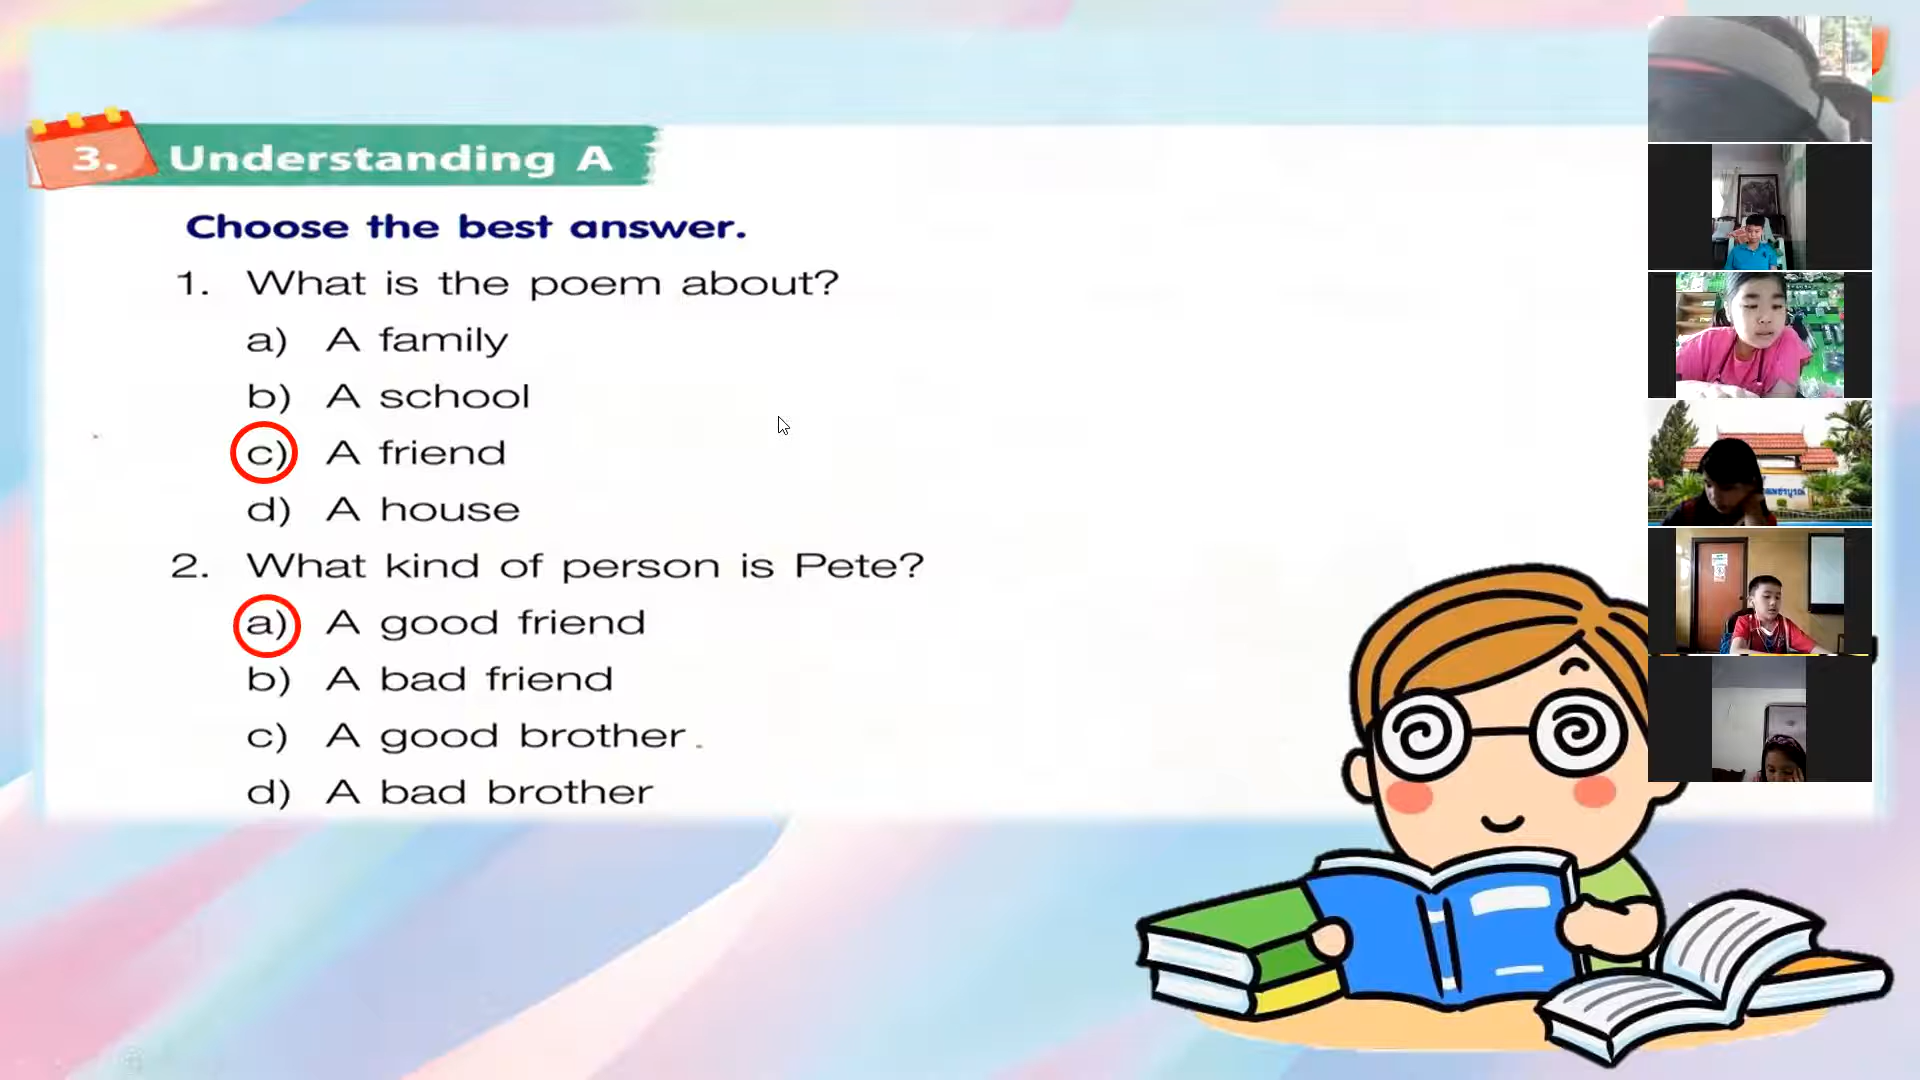 3. Understanding A
Choose the best answer.
1. What is the poem about?
a) A family
b) A school
c) A friend
d) A house
2. What kind of person is Pete?
a) A good friend
b) A bad friend
c) A good brother
d) A bad brother